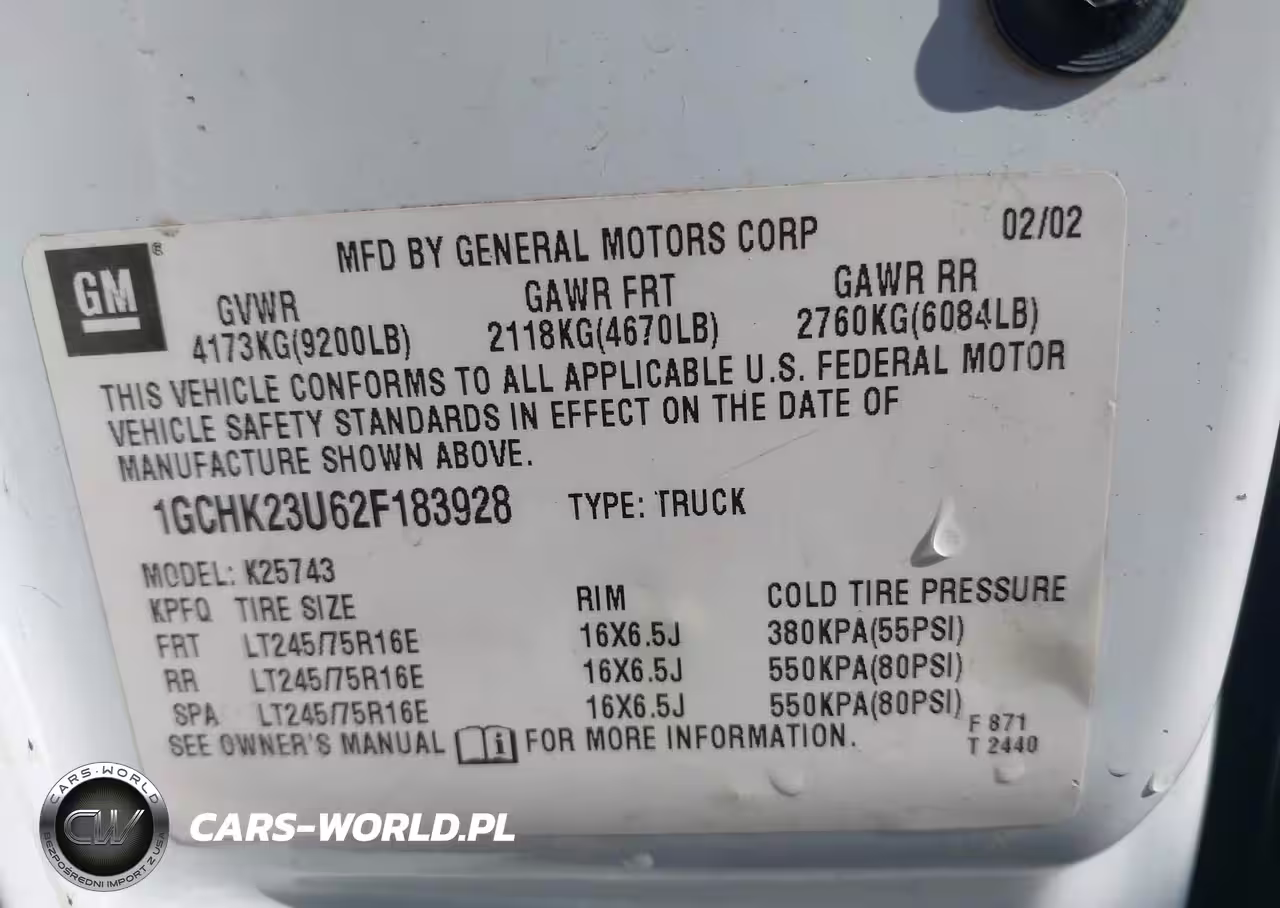 GM ®
MFD BY GENERAL MOTORS CORP 02/02
GVWR GAWR FRT GAWR RR
4173KG(9200LB) 2118KG(4670LB) 2760KG(6084LB)
THIS VEHICLE CONFORMS TO ALL APPLICABLE U.S. FEDERAL MOTOR
VEHICLE SAFETY STANDARDS IN EFFECT ON THE DATE OF
MANUFACTURE SHOWN ABOVE.
1GCHK23U62F183928 TYPE: TRUCK
MODEL: K25743
KPFQ TIRE SIZE RIM COLD TIRE PRESSURE
FRT LT245/75R16E 16X6.5J 380KPA(55PSI)
RR LT245/75R16E 16X6.5J 550KPA(80PSI)
SPA LT245/75R16E 16X6.5J 550KPA(80PSI)
SEE OWNER'S MANUAL i FOR MORE INFORMATION.
F 871
T 2440
CARS-WORLD
CW
BEZPOŚREDNI IMPORT Z USA
CARS-WORLD.PL